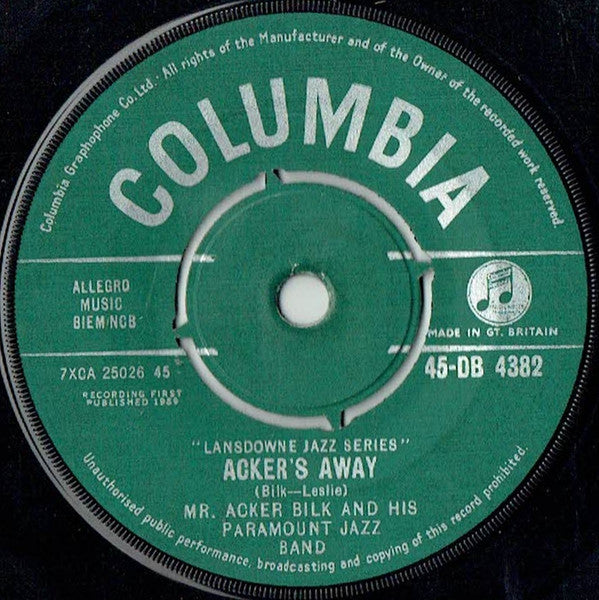 Columbia Graphophone Co. Ltd. · All rights of the Manufacturer and of the Owner of the recorded work reserved.
COLUMBIA
ALLEGRO
MUSIC
BIEM/NCB
MADE IN GT. BRITAIN
7XCA 25026 45
45-DB 4382
RECORDING FIRST
PUBLISHED 1959
"LANSDOWNE JAZZ SERIES"
ACKER'S AWAY
(Bilk—Leslie)
MR. ACKER BILK AND HIS
PARAMOUNT JAZZ
BAND
Unauthorised public performance, broadcasting and copying of this record prohibited.